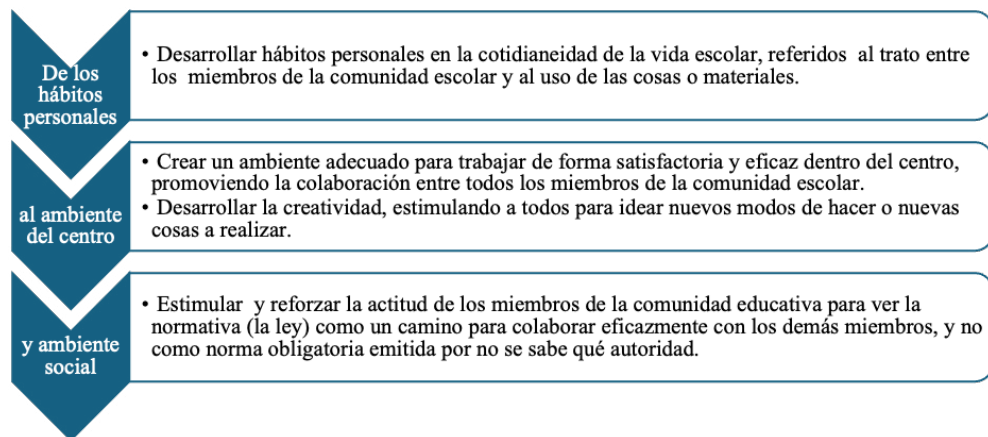 De los
hábitos
personales
• Desarrollar hábitos personales en la cotidianeidad de la vida escolar, referidos al trato entre
los miembros de la comunidad escolar y al uso de las cosas o materiales.
al ambiente
del centro
• Crear un ambiente adecuado para trabajar de forma satisfactoria y eficaz dentro del centro,
promoviendo la colaboración entre todos los miembros de la comunidad escolar.
• Desarrollar la creatividad, estimulando a todos para idear nuevos modos de hacer o nuevas
cosas a realizar.
y ambiente
social
• Estimular y reforzar la actitud de los miembros de la comunidad educativa para ver la
normativa (la ley) como un camino para colaborar eficazmente con los demás miembros, y no
como norma obligatoria emitida por no se sabe qué autoridad.